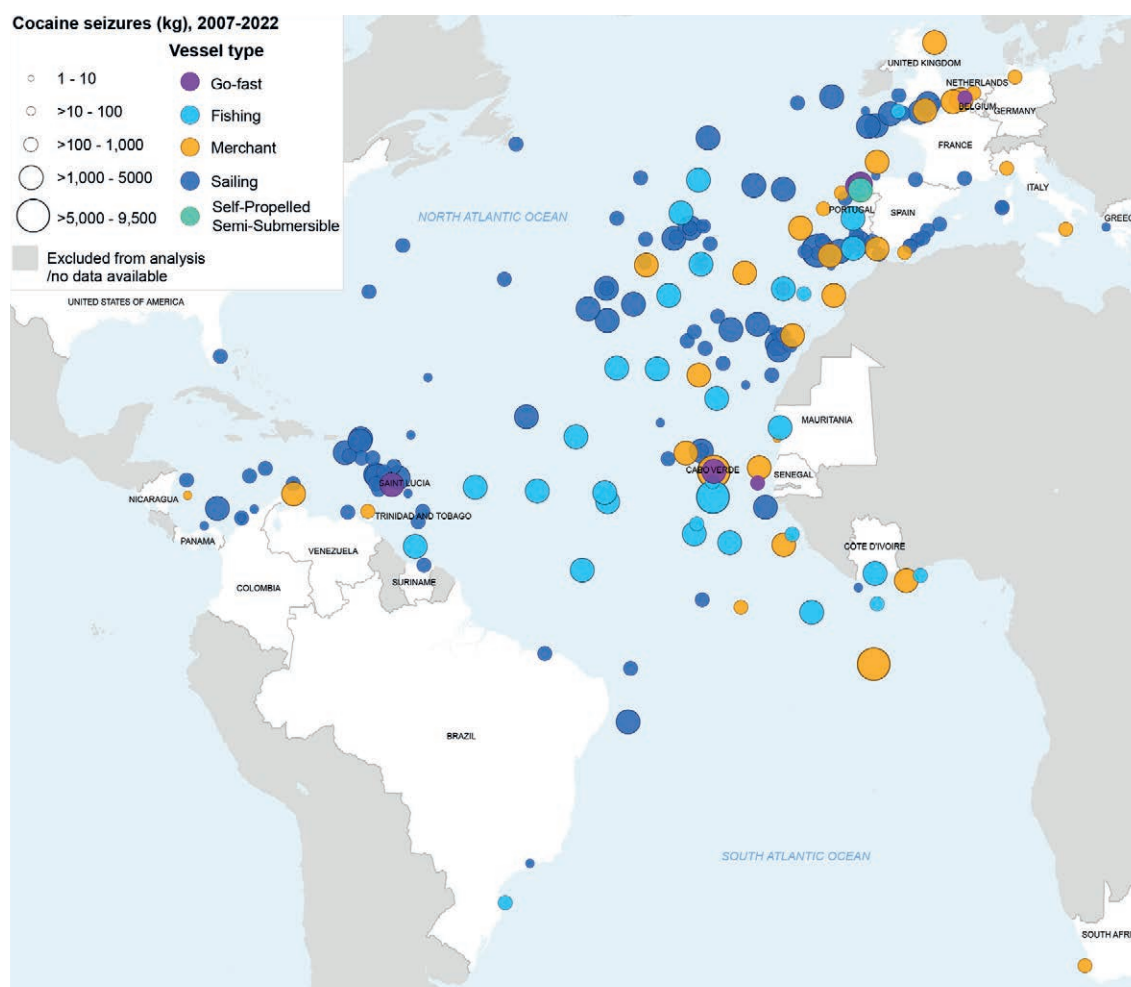 Cocaine seizures (kg), 2007-2022
Vessel type
1 - 10
>10 - 100
>100 - 1,000
>1,000 - 5000
>5,000 - 9,500
Go-fast
Fishing
Merchant
Sailing
Self-Propelled
Semi-Submersible
Excluded from analysis
/no data available
UNITED KINGDOM
NETHERLANDS
BELGIUM
GERMANY
FRANCE
ITALY
PORTUGAL
SPAIN
GREEC
NORTH ATLANTIC OCEAN
UNITED STATES OF AMERICA
MAURITANIA
CABO VERDE
SENEGAL
SAINT LUCIA
NICARAGUA
TRINIDAD AND TOBAGO
PANAMA
VENEZUELA
CÔTE D'IVOIRE
SURINAME
COLOMBIA
BRAZIL
SOUTH ATLANTIC OCEAN
SOUTH AFRI